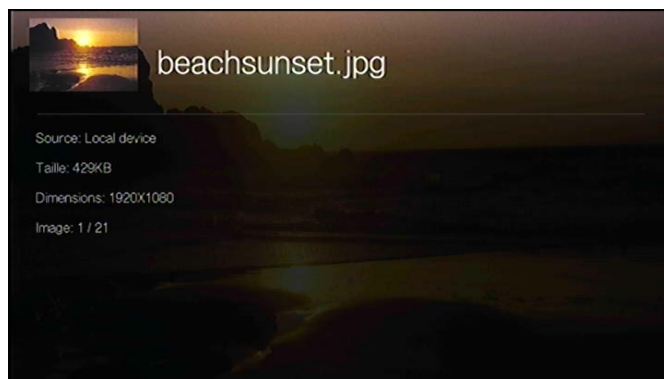 beachsunset.jpg
Source: Local device
Taille: 429KB
Dimensions: 1920X1080
Image: 1 / 21